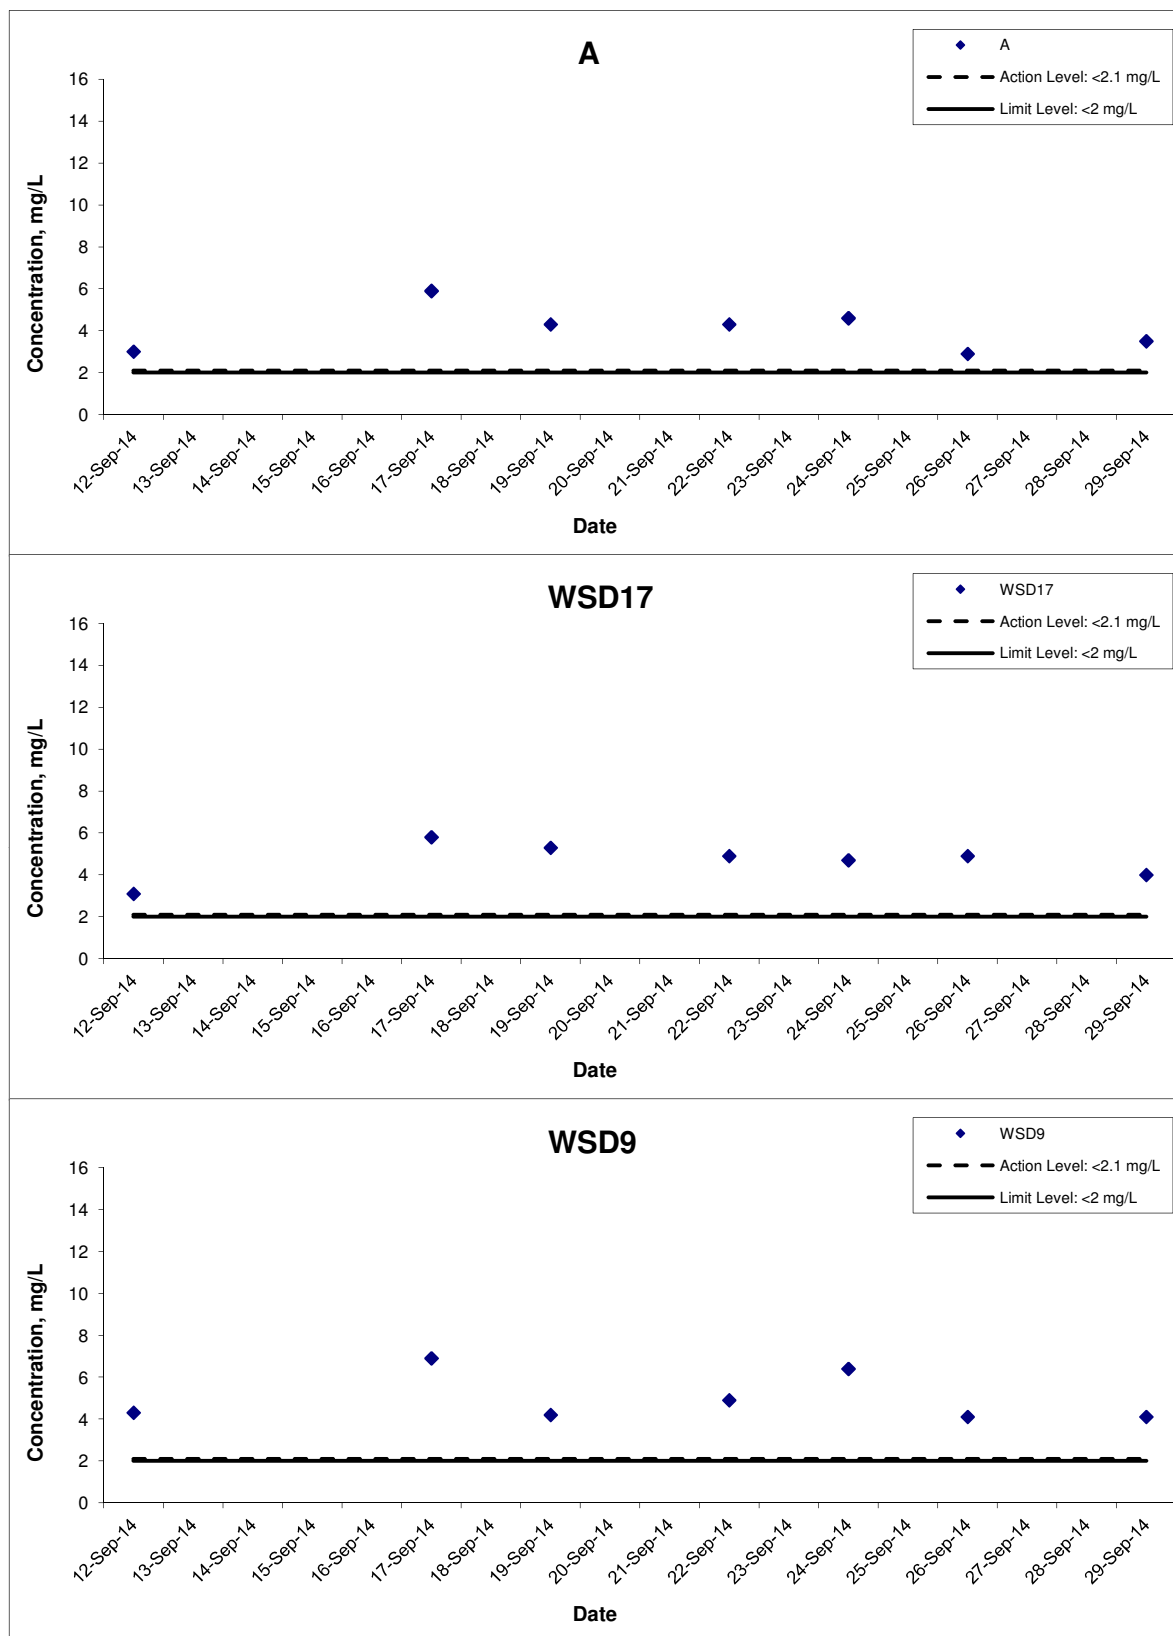 A
A
Action Level: <2.1 mg/L
Limit Level: <2 mg/L
Concentration, mg/L
16
14
12
10
8
6
4
2
0
12-Sep-14
13-Sep-14
14-Sep-14
15-Sep-14
16-Sep-14
17-Sep-14
18-Sep-14
19-Sep-14
20-Sep-14
21-Sep-14
22-Sep-14
23-Sep-14
24-Sep-14
25-Sep-14
26-Sep-14
27-Sep-14
28-Sep-14
29-Sep-14
Date
WSD17
WSD17
Action Level: <2.1 mg/L
Limit Level: <2 mg/L
Concentration, mg/L
16
14
12
10
8
6
4
2
0
12-Sep-14
13-Sep-14
14-Sep-14
15-Sep-14
16-Sep-14
17-Sep-14
18-Sep-14
19-Sep-14
20-Sep-14
21-Sep-14
22-Sep-14
23-Sep-14
24-Sep-14
25-Sep-14
26-Sep-14
27-Sep-14
28-Sep-14
29-Sep-14
Date
WSD9
WSD9
Action Level: <2.1 mg/L
Limit Level: <2 mg/L
Concentration, mg/L
16
14
12
10
8
6
4
2
0
12-Sep-14
13-Sep-14
14-Sep-14
15-Sep-14
16-Sep-14
17-Sep-14
18-Sep-14
19-Sep-14
20-Sep-14
21-Sep-14
22-Sep-14
23-Sep-14
24-Sep-14
25-Sep-14
26-Sep-14
27-Sep-14
28-Sep-14
29-Sep-14
Date